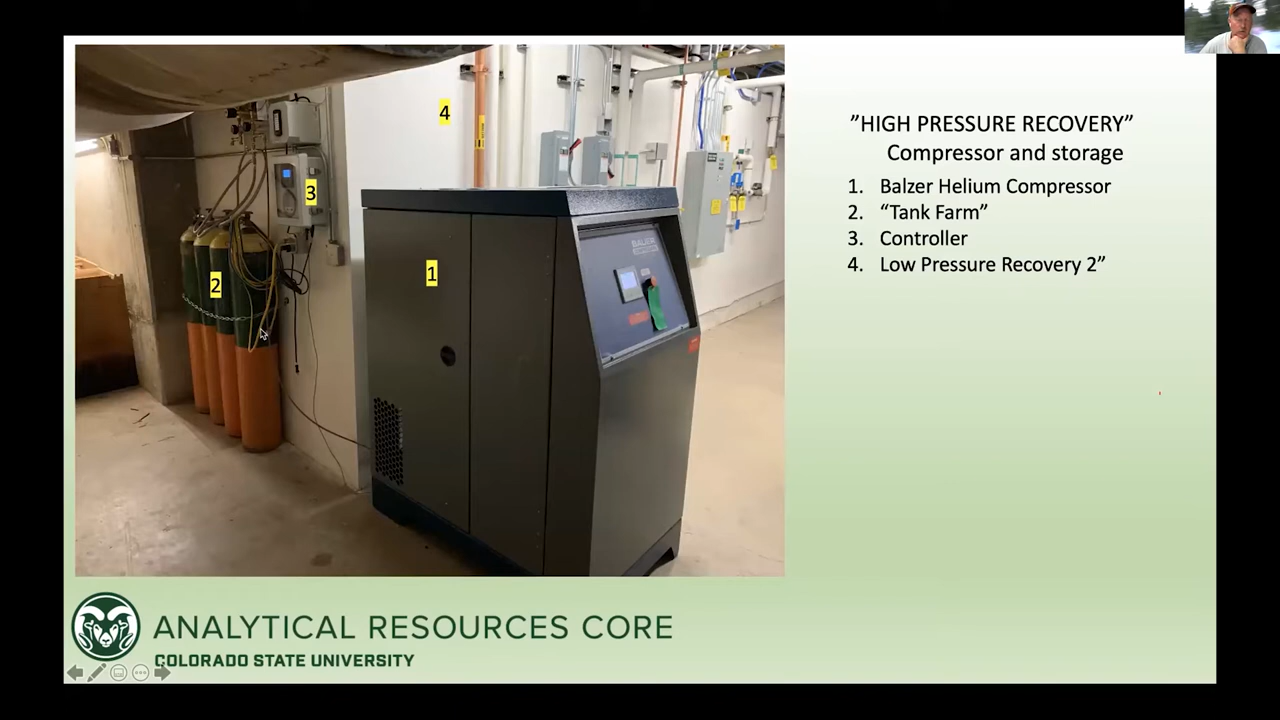 ”HIGH PRESSURE RECOVERY”
Compressor and storage
1. Balzer Helium Compressor
2. “Tank Farm”
3. Controller
4. Low Pressure Recovery 2”
4
3
2
1
BALZER
ANALYTICAL RESOURCES CORE
COLORADO STATE UNIVERSITY